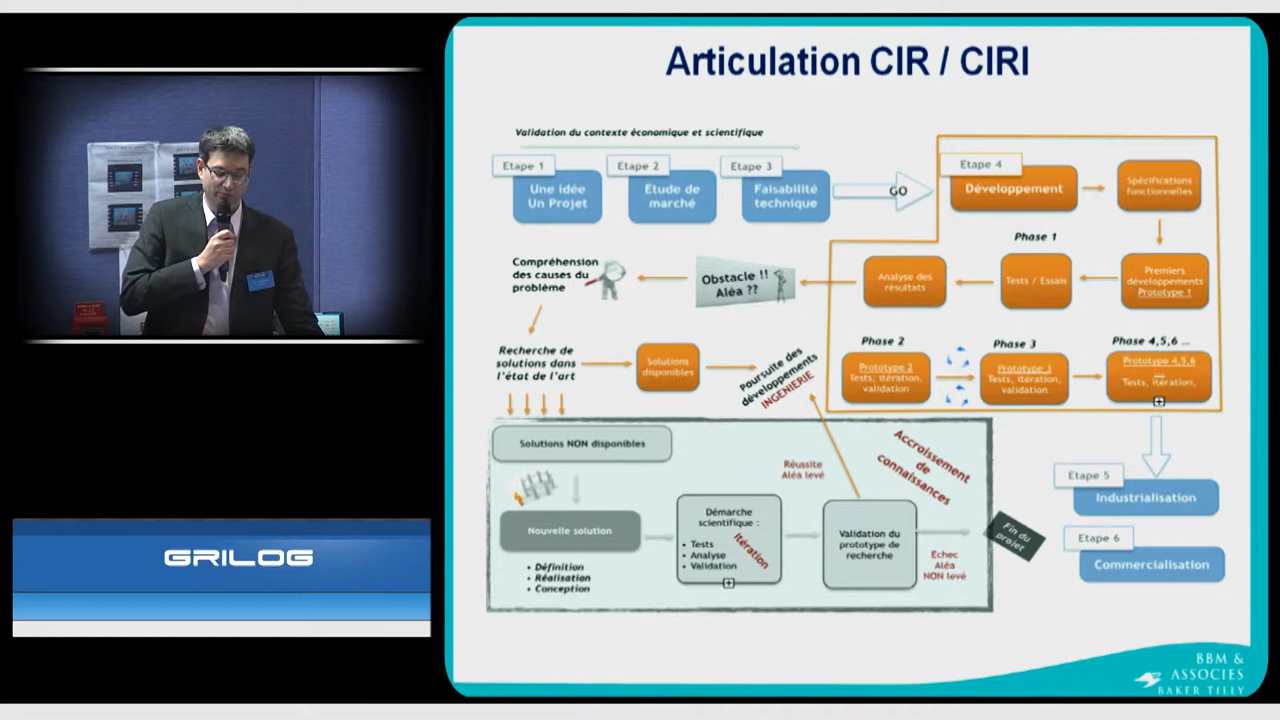 Articulation CIR / CIRI
Validation du contexte économique et scientifique
Etape 1
Une idée
Un Projet
Etape 2
Etude de
marché
Etape 3
Faisabilité
technique
GO
Etape 4
Développement
Spécifications
fonctionnelles
Phase 1
Premiers
développements
Prototype 1
Tests / Essais
Analyse des
résultats
Obstacle !!
Aléa ??
Compréhension
des causes du
problème
Recherche de
solutions dans
l'état de l'art
Solutions
disponibles
Poursuite des
développements
INGENIERIE
Phase 2
Prototype 2
Tests, itération,
validation
Phase 3
Prototype 3
Tests, itération,
validation
Phase 4,5,6 ...
Prototype 4,5,6
...
Tests, itération,
Solutions NON disponibles
Nouvelle solution
• Définition
• Réalisation
• Conception
Démarche
scientifique :
• Tests
• Analyse
• Validation
Itération
Validation du
prototype de
recherche
Réussite
Aléa levé
Accroissement
de
connaissances
Echec
Aléa
NON levé
Fin du
projet
Etape 5
Industrialisation
Etape 6
Commercialisation
GRILOG
BBM &
ASSOCIES
BAKER TILLY